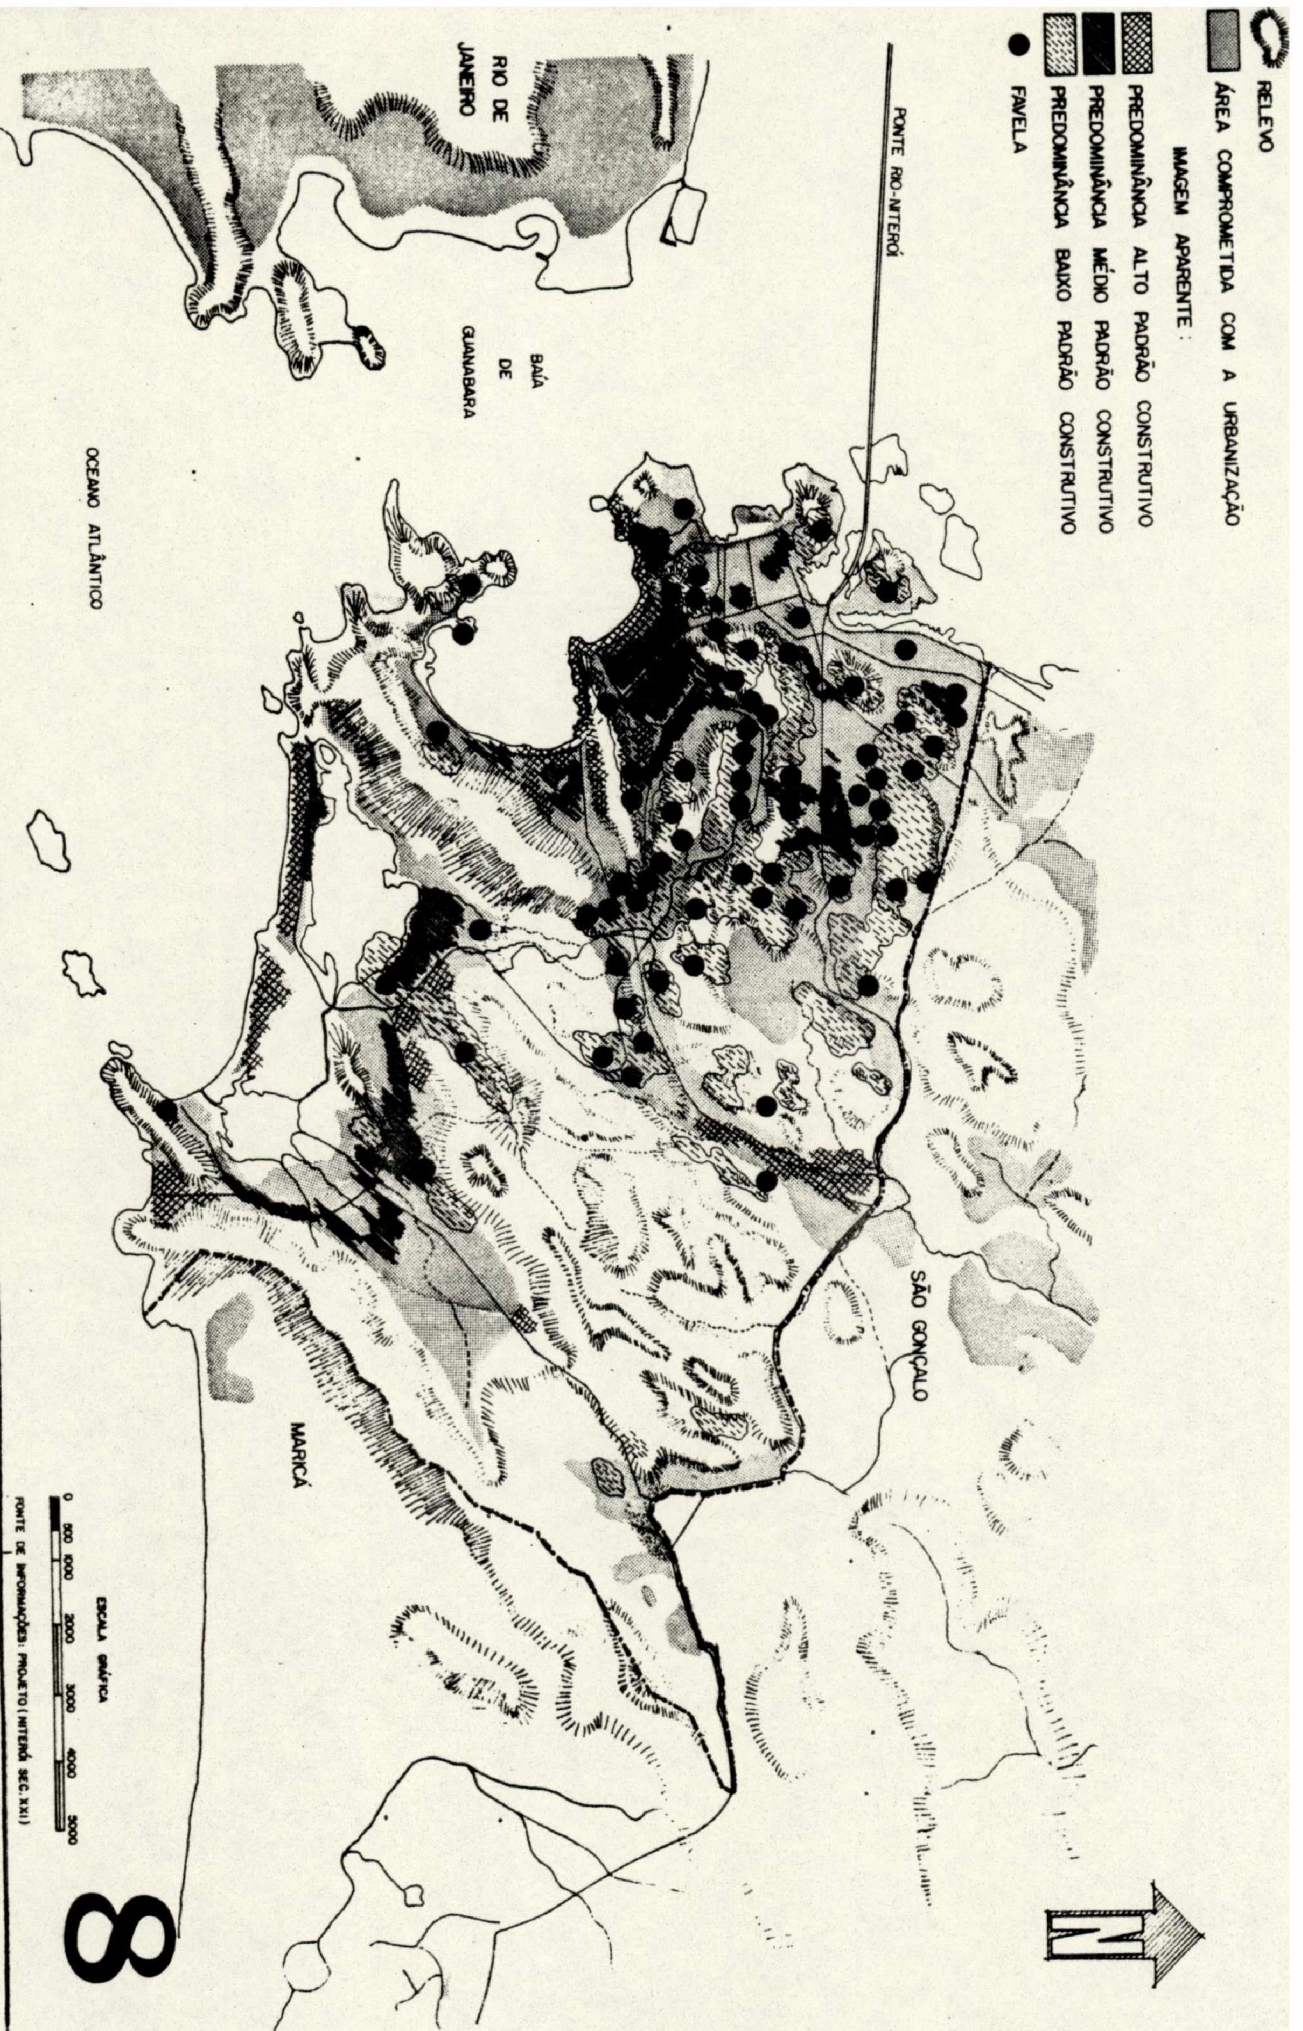 RELEVO
ÁREA COMPROMETIDA COM A URBANIZAÇÃO
IMAGEM APARENTE :
PREDOMINÂNCIA ALTO PADRÃO CONSTRUTIVO
PREDOMINÂNCIA MÉDIO PADRÃO CONSTRUTIVO
PREDOMINÂNCIA BAIXO PADRÃO CONSTRUTIVO
FAVELA
PONTE RIO-NITERÓI
RIO DE
JANEIRO
BAÍA
DE
GUANABARA
OCEANO ATLÂNTICO
SÃO GONÇALO
MARICÁ
N
ESCALA GRÁFICA
0 500 1000 2000 3000 4000 5000
FONTE DE INFORMAÇÕES: PROJETO ( NITERÓI SEC. XXI )
8